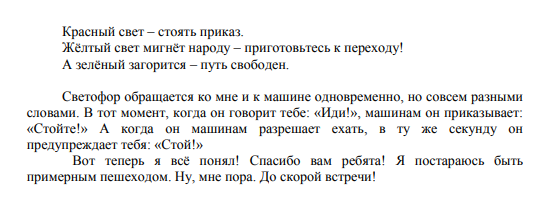 Красный свет – стоять приказ.
Жёлтый свет мигнёт народу – приготовьтесь к переходу!
А зелёный загорится – путь свободен.
Светофор обращается ко мне и к машине одновременно, но совсем разными
словами. В тот момент, когда он говорит тебе: «Иди!», машинам он приказывает:
«Стойте!» А когда он машинам разрешает ехать, в ту же секунду он
предупреждает тебя: «Стой!»
Вот теперь я всё понял! Спасибо вам ребята! Я постараюсь быть
примерным пешеходом. Ну, мне пора. До скорой встречи!